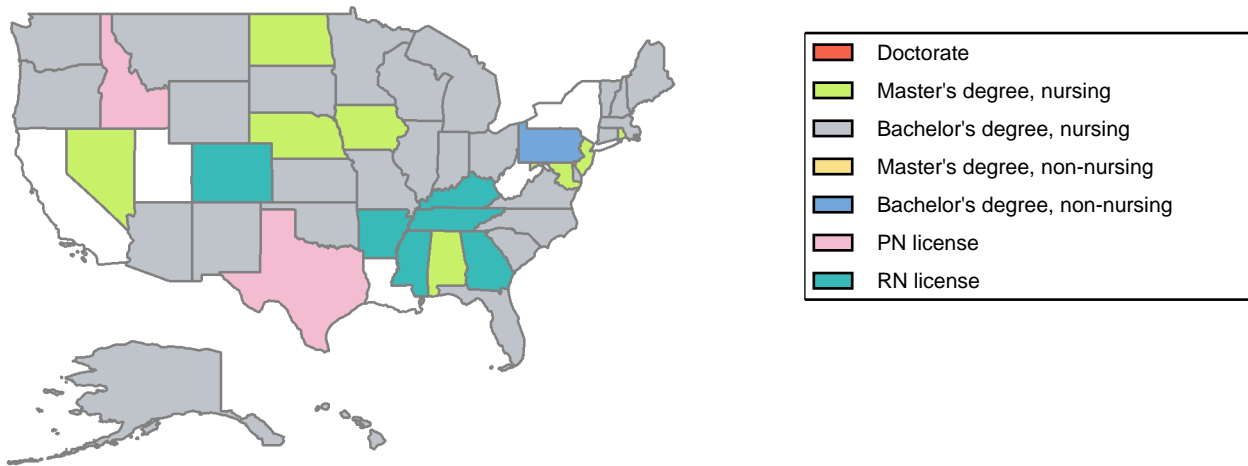 Doctorate
Master's degree, nursing
Bachelor's degree, nursing
Master's degree, non-nursing
Bachelor's degree, non-nursing
PN license
RN license